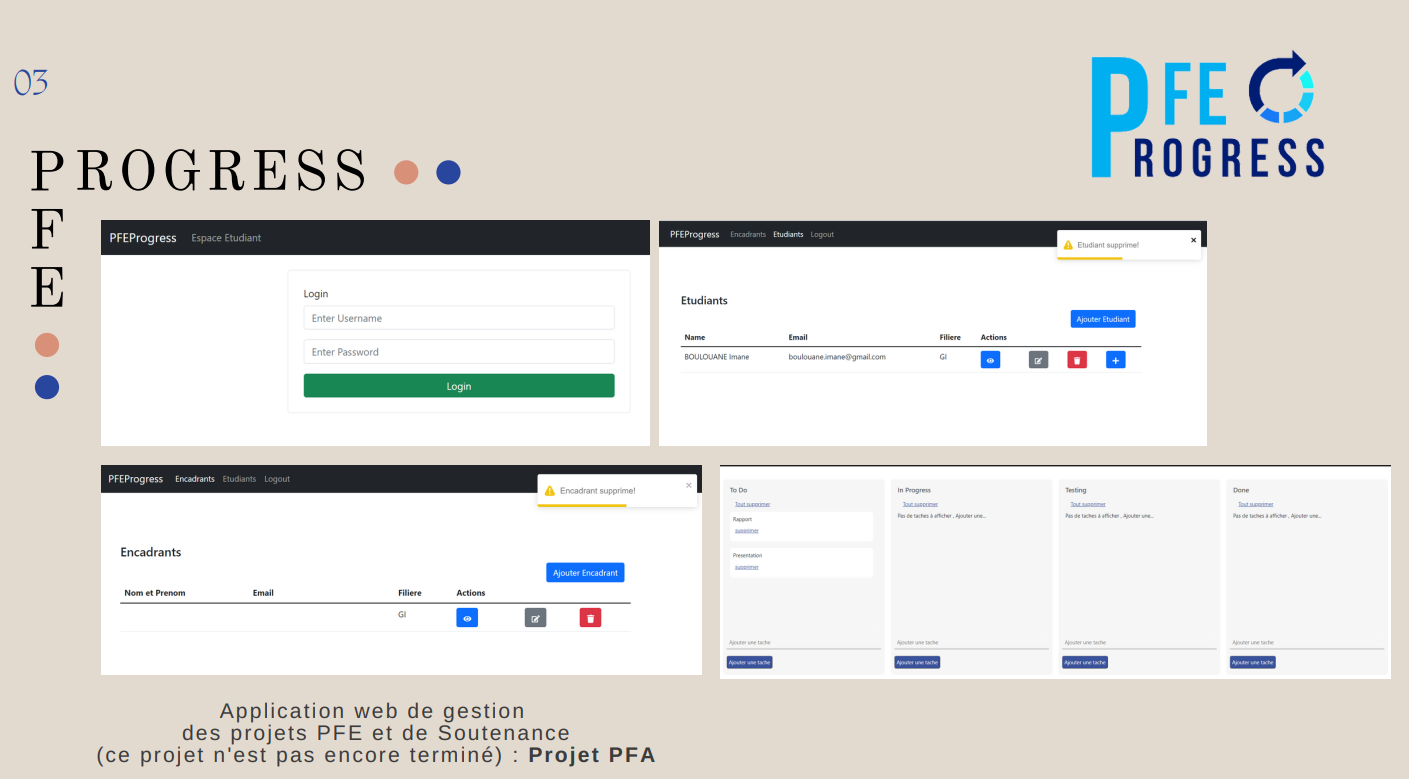 03
PFE
PROGRESS
PROGRESS
F
E
PFEProgress Espace Etudiant
Login
Enter Username
Enter Password
Login
PFEProgress Encadrants Etudiants Logout
Etudiant supprime!
Etudiants
Ajouter Etudiant
Name Email Filiere Actions
BOULOUANE Imane boulouane.imane@gmail.com GI
PFEProgress Encadrants Etudiants Logout
Encadrant supprime!
Encadrants
Ajouter Encadrant
Nom et Prenom Email Filiere Actions
GI
To Do
Tout supprimer
Rapport
supprimer
Presentation
supprimer
Ajouter une tache
Ajouter une tache
In Progress
Tout supprimer
Pas de taches à afficher . Ajouter une...
Ajouter une tache
Ajouter une tache
Testing
Tout supprimer
Pas de taches à afficher . Ajouter une...
Ajouter une tache
Ajouter une tache
Done
Tout supprimer
Pas de taches à afficher . Ajouter une...
Ajouter une tache
Ajouter une tache
Application web de gestion
des projets PFE et de Soutenance
(ce projet n'est pas encore terminé) : Projet PFA